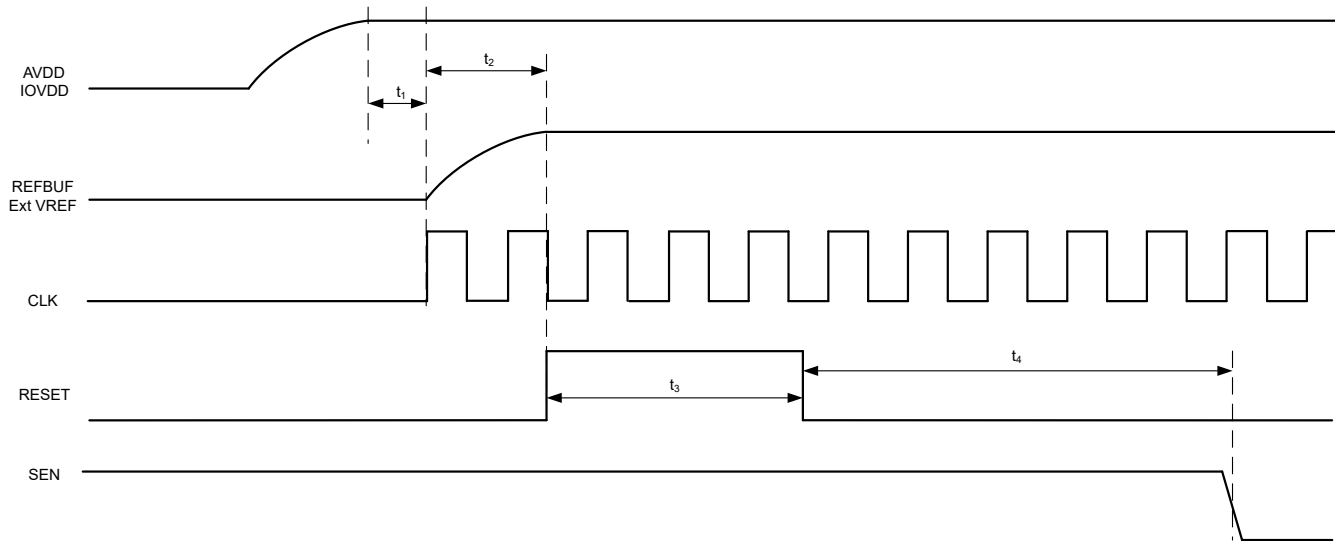 AVDD
IOVDD
t1
t2
REFBUF
Ext VREF
CLK
RESET
t3
t4
SEN